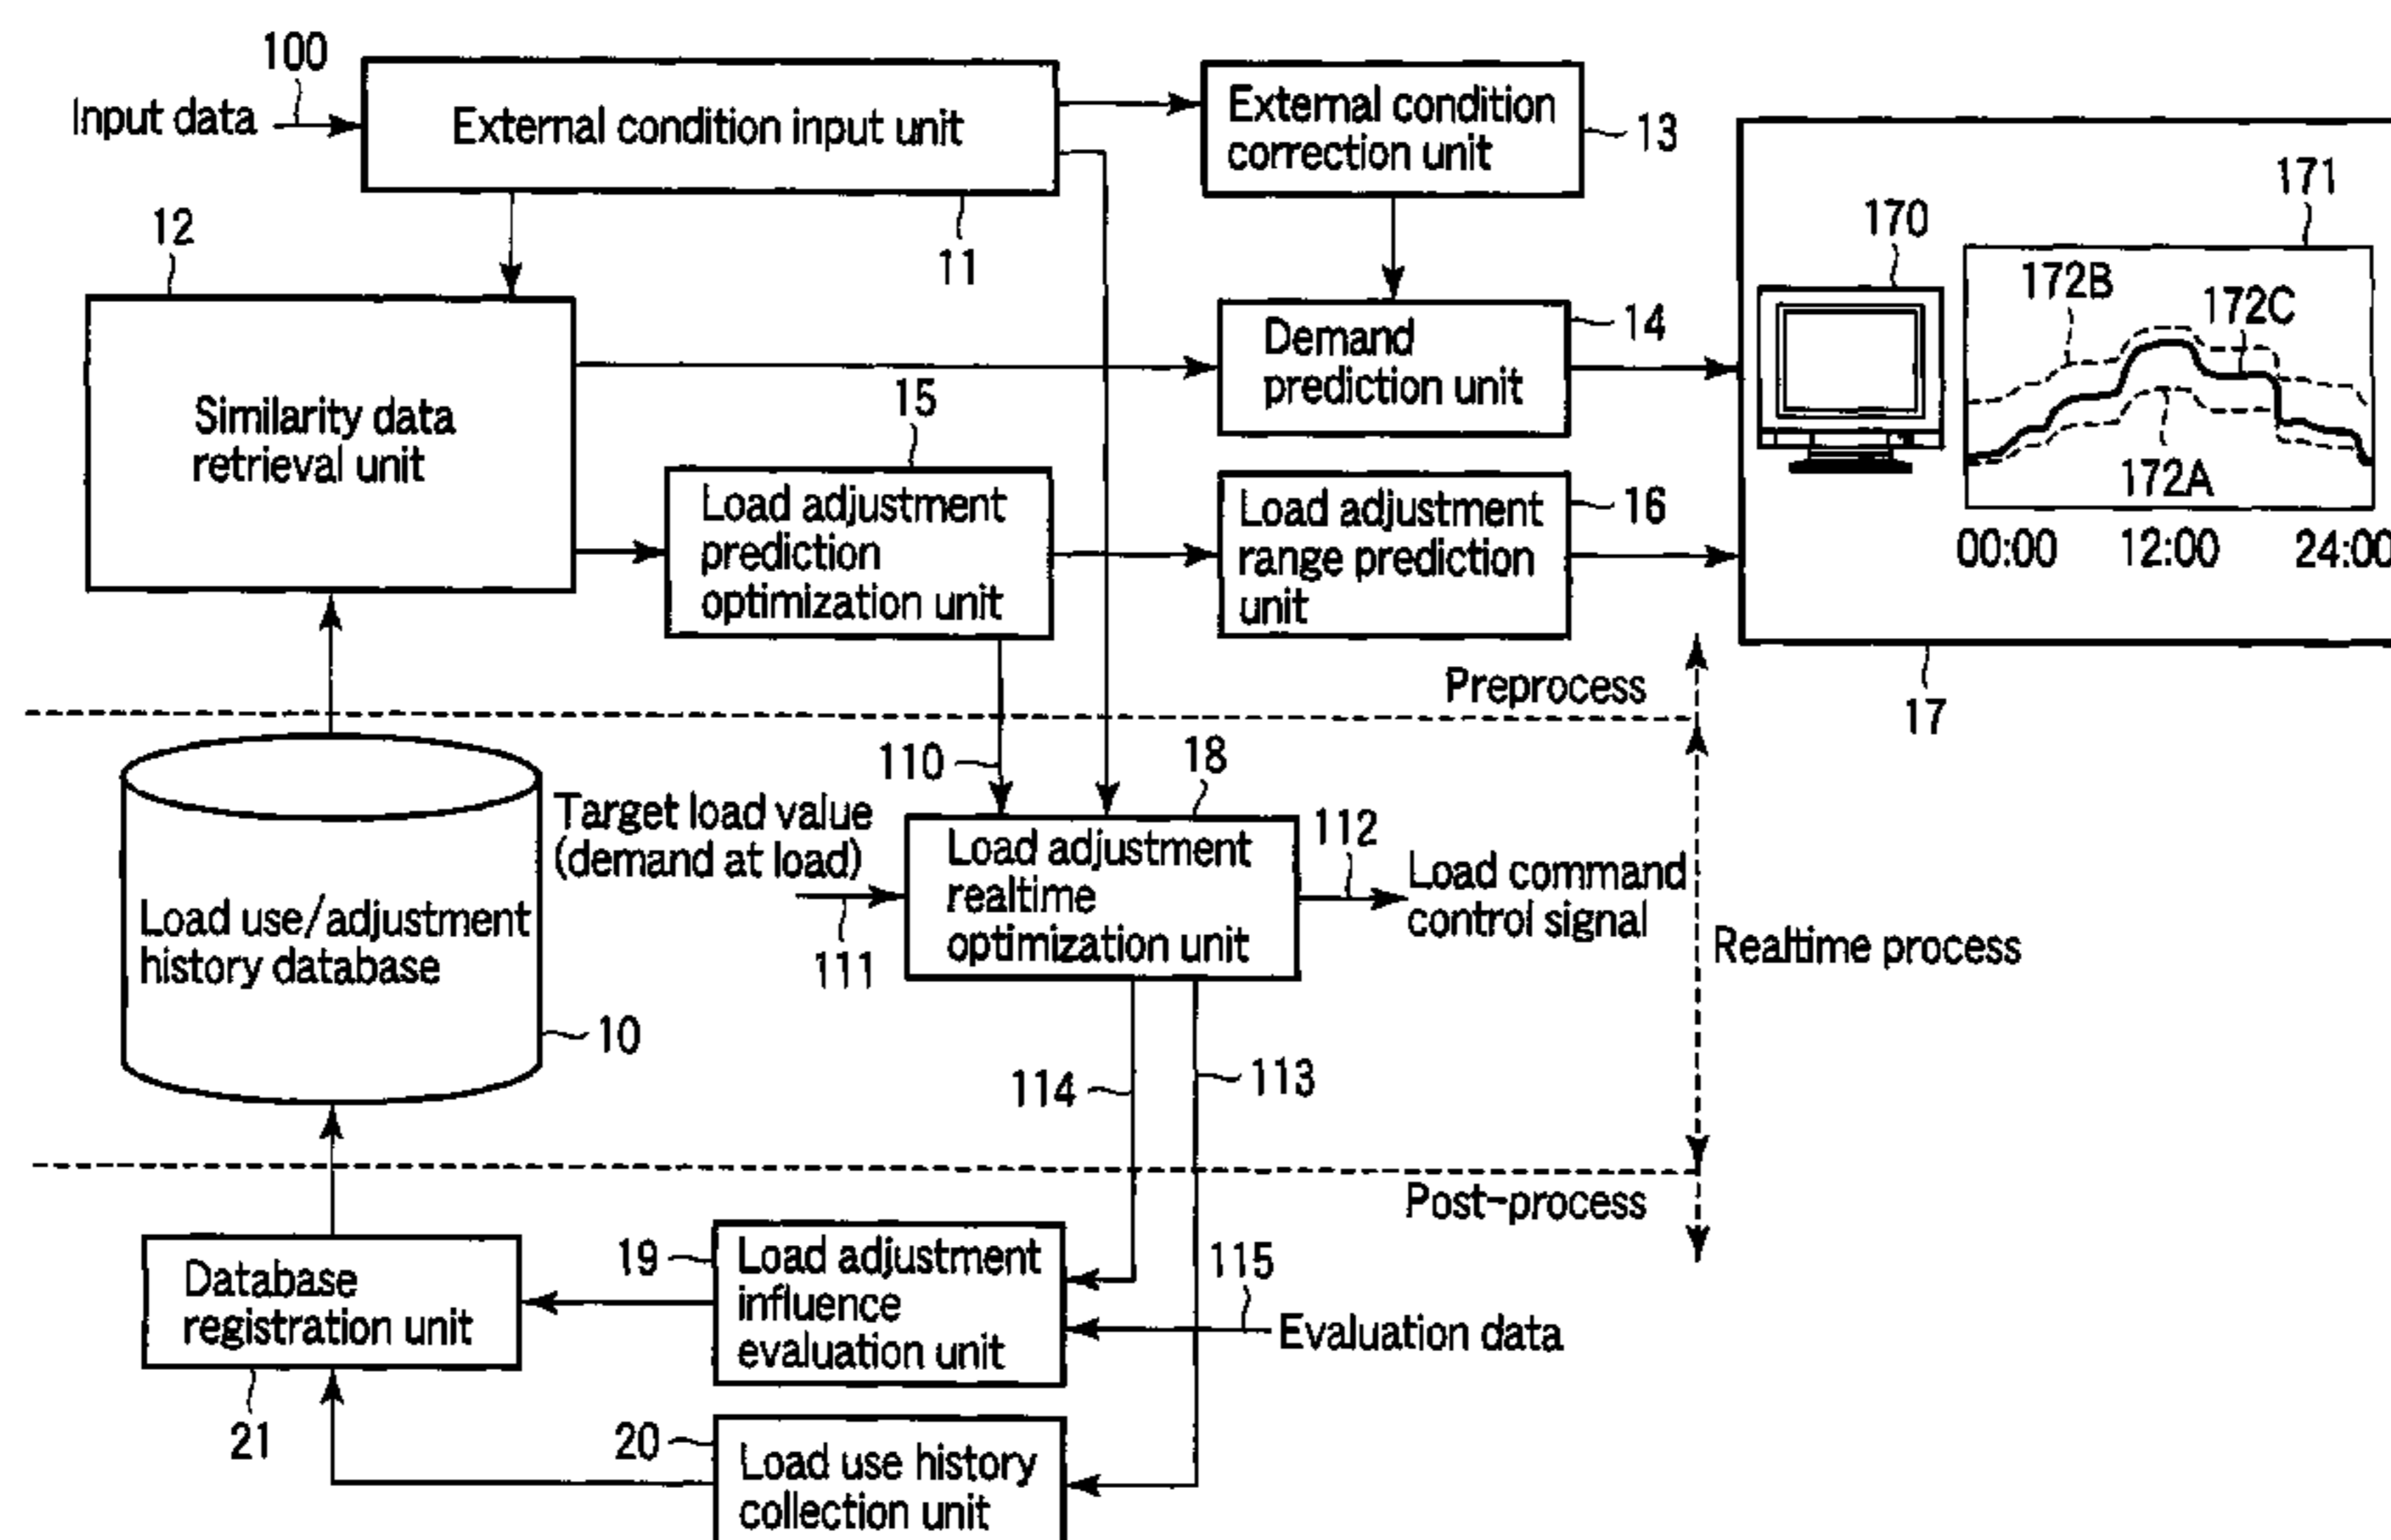 100
Input data
External condition input unit
11
External condition
correction unit
13
12
Similarity data
retrieval unit
Demand
prediction unit
14
15
Load adjustment
prediction
optimization unit
Load adjustment
range prediction
unit
16
170
171
172B
172C
172A
00:00 12:00 24:00
17
Preprocess
110
18
Target load value
(demand at load)
111
Load adjustment
realtime
optimization unit
112
Load command
control signal
Realtime process
Load use/adjustment
history database
10
114
113
Post-process
Database
registration unit
21
19
Load adjustment
influence
evaluation unit
115
Evaluation data
20
Load use history
collection unit